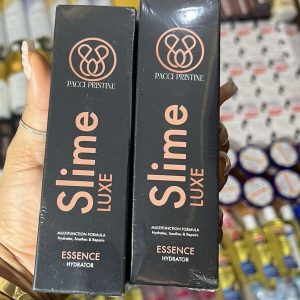 PACCI PRISTINE
Slime
LUXE
MULTIFUNCTION FORMULA
Hydrates, Soothes & Repairs
ESSENCE
HYDRATOR
PACCI PRISTINE
Slime
LUXE
MULTIFUNCTION FORMULA
Hydrates, Soothes & Repairs
ESSENCE
HYDRATOR